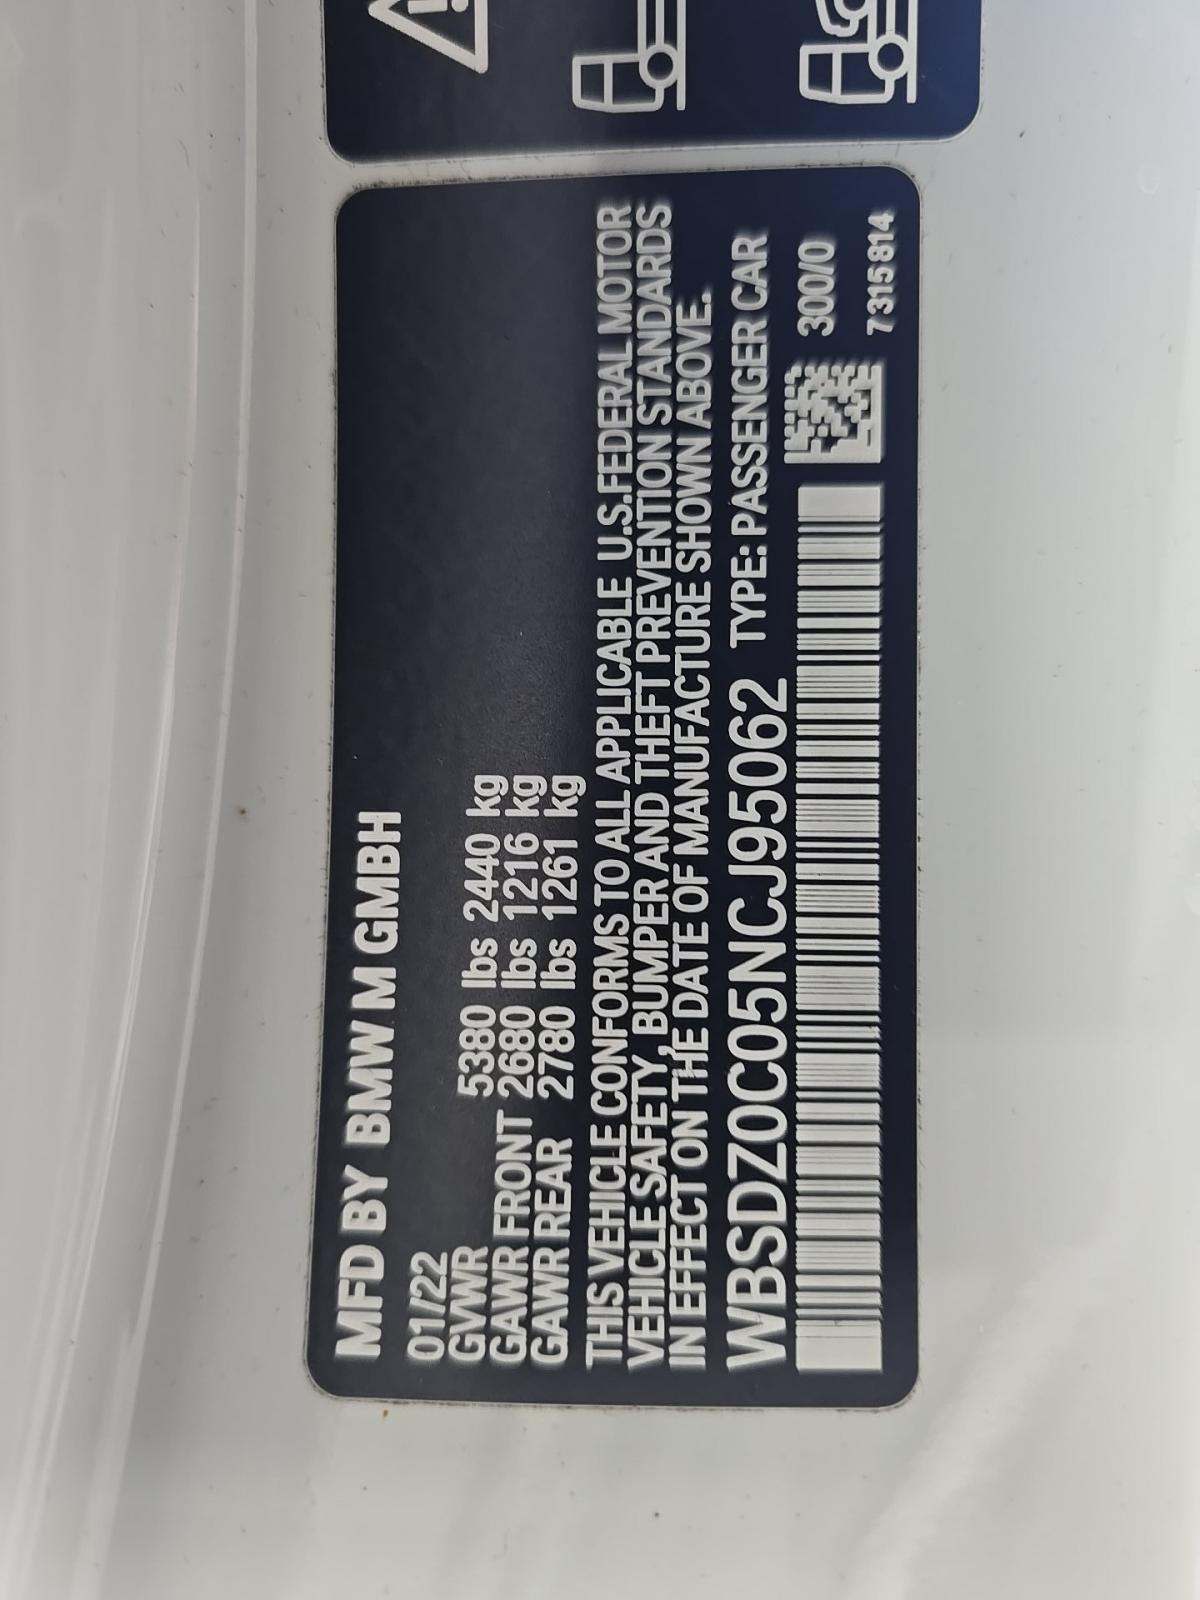 MFD BY BMW M GMBH
01/22
GVWR 5380 lbs 2440 kg
GAWR FRONT 2680 lbs 1216 kg
GAWR REAR 2780 lbs 1261 kg
THIS VEHICLE CONFORMS TO ALL APPLICABLE U.S.FEDERAL MOTOR
VEHICLE SAFETY, BUMPER AND THEFT PREVENTION STANDARDS
IN EFFECT ON THE DATE OF MANUFACTURE SHOWN ABOVE.
WBSDZ0C05NCJ95062 TYPE: PASSENGER CAR
300/0
7 315 814